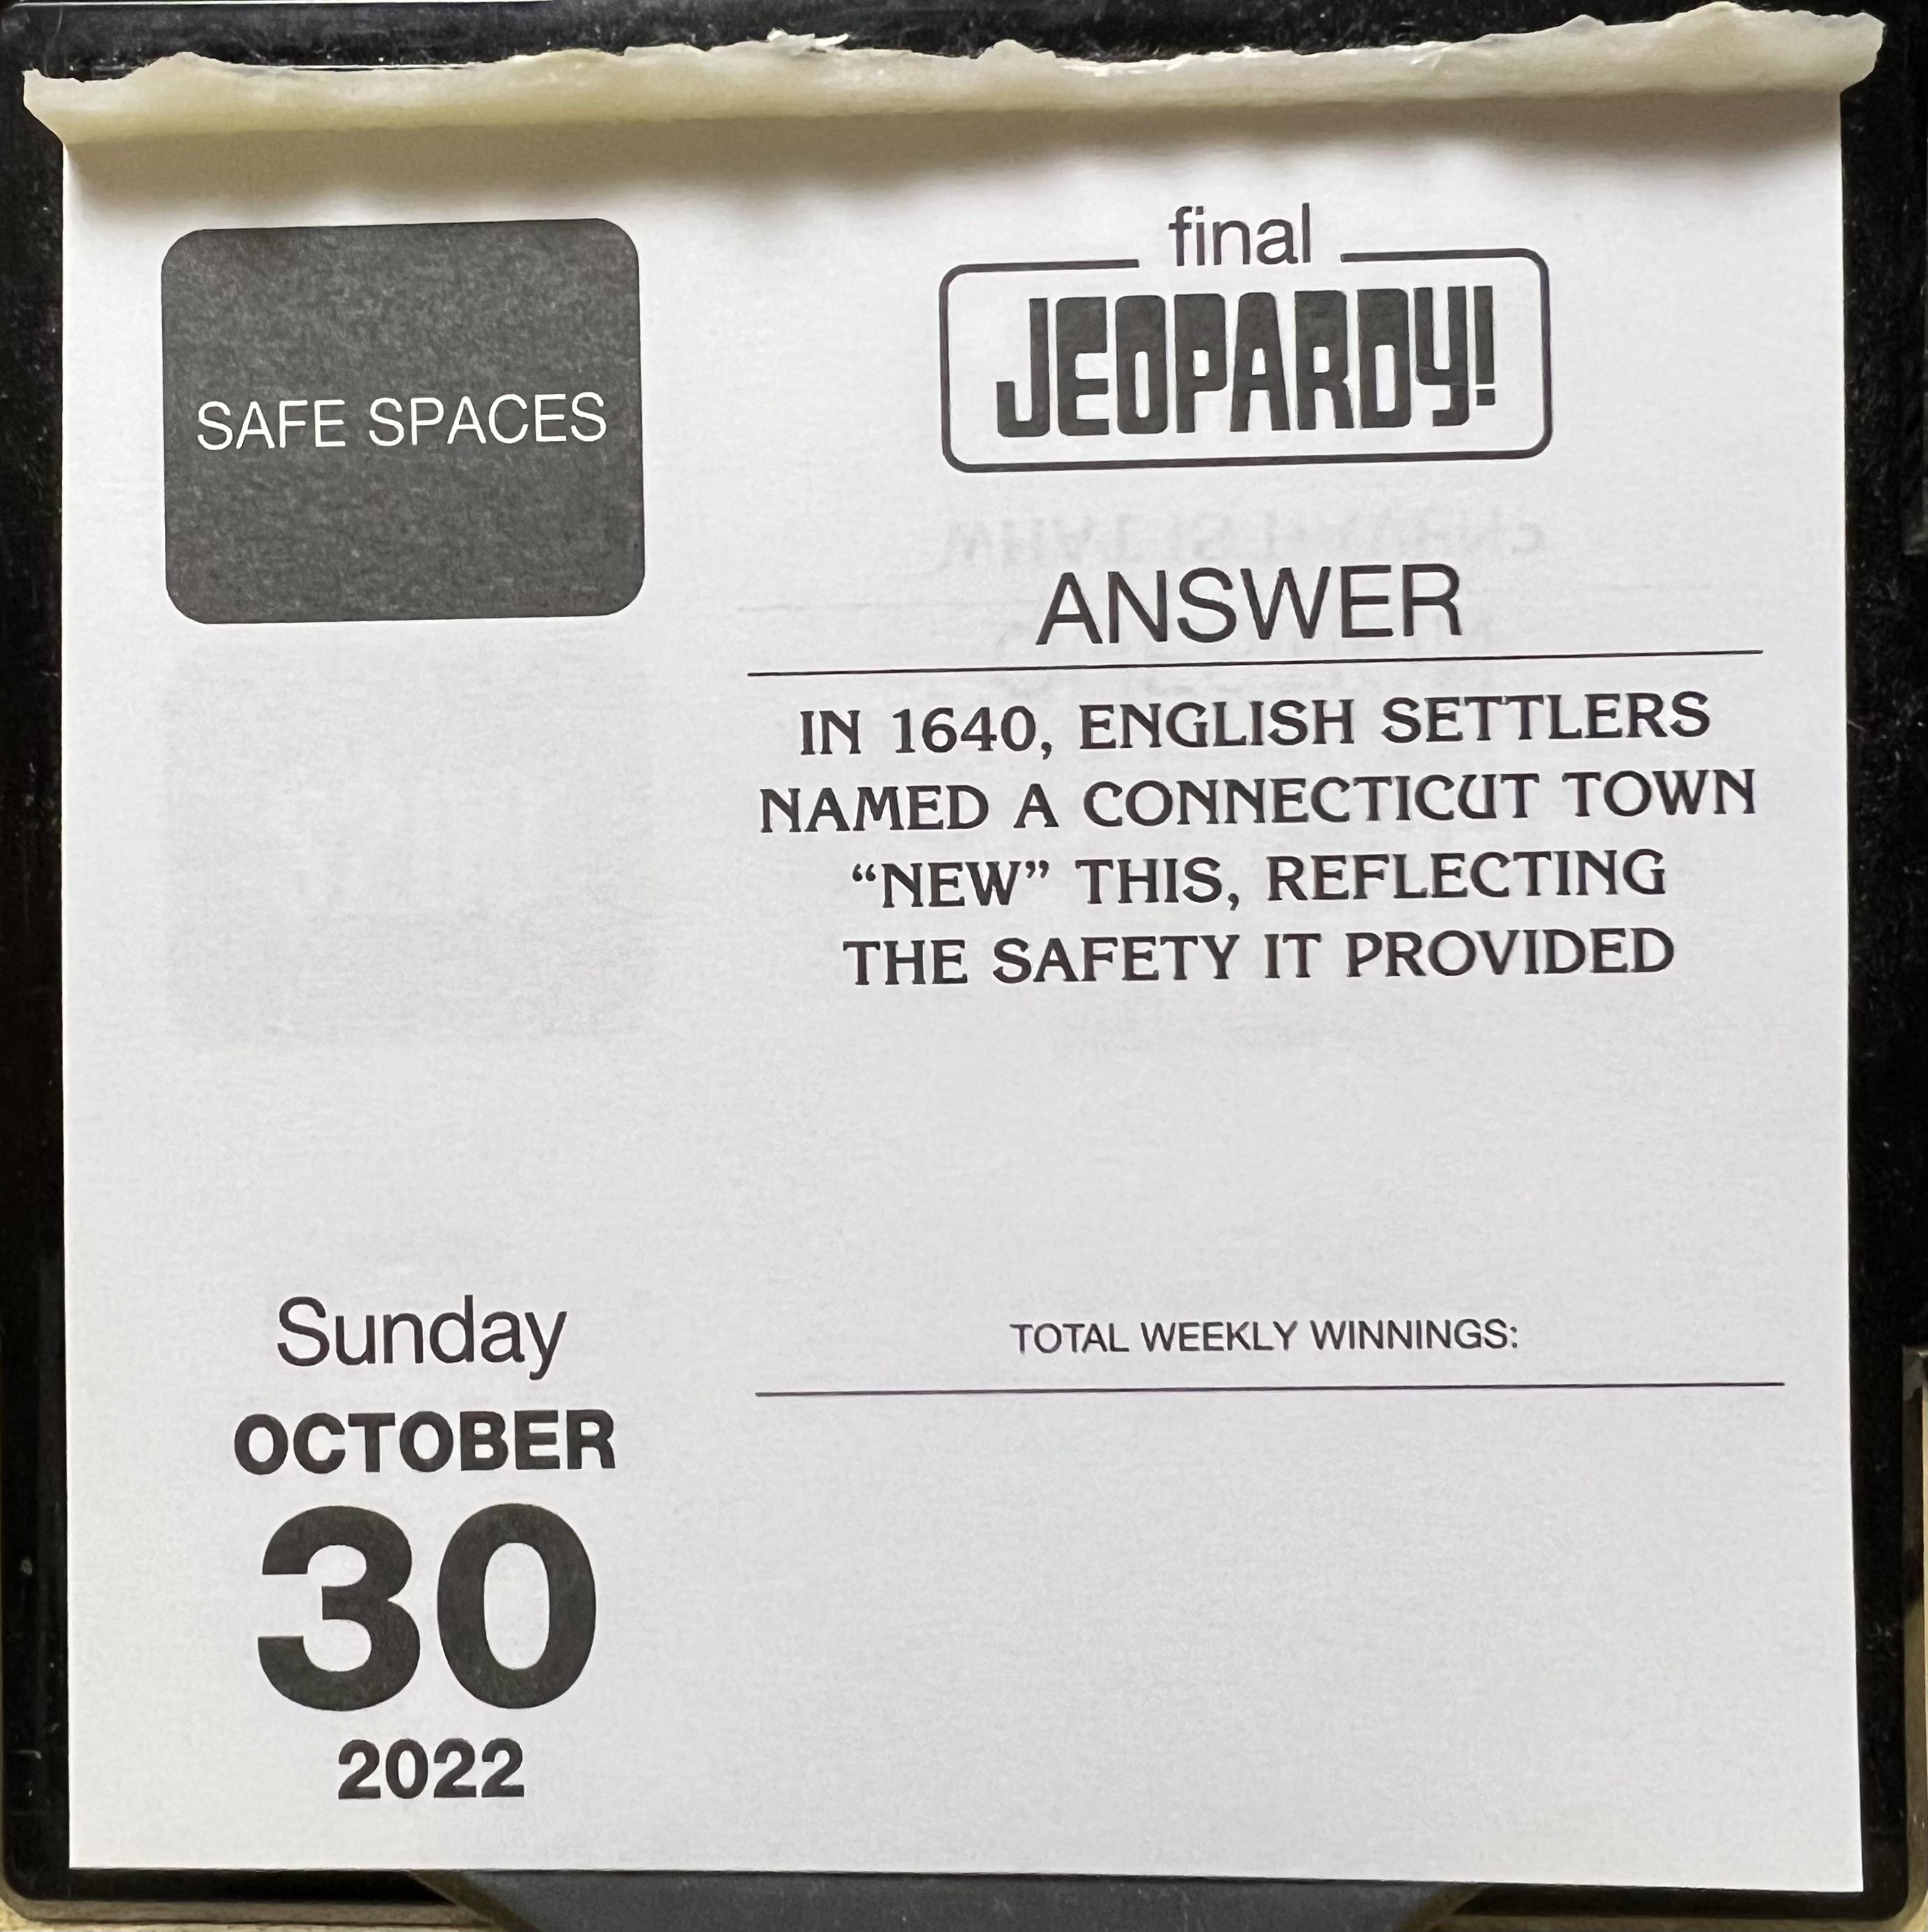 SAFE SPACES
final
JEOPARDY!
ANSWER
IN 1640, ENGLISH SETTLERS
NAMED A CONNECTICUT TOWN
“NEW” THIS, REFLECTING
THE SAFETY IT PROVIDED
Sunday
OCTOBER
30
2022
TOTAL WEEKLY WINNINGS: